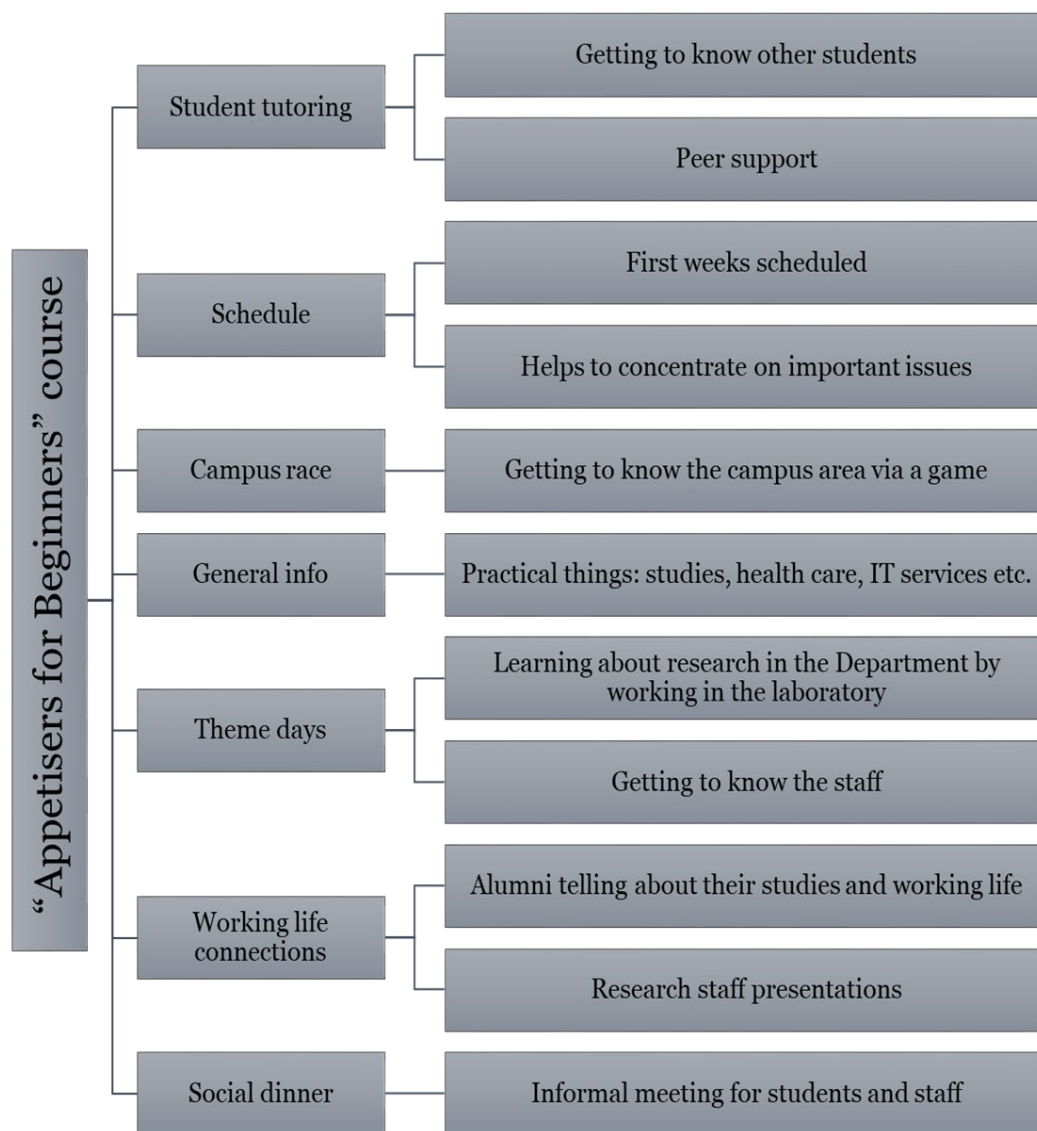 “Appetisers for Beginners” course
Student tutoring
Getting to know other students
Peer support
Schedule
First weeks scheduled
Helps to concentrate on important issues
Campus race
Getting to know the campus area via a game
General info
Practical things: studies, health care, IT services etc.
Theme days
Learning about research in the Department by
working in the laboratory
Getting to know the staff
Working life
connections
Alumni telling about their studies and working life
Research staff presentations
Social dinner
Informal meeting for students and staff